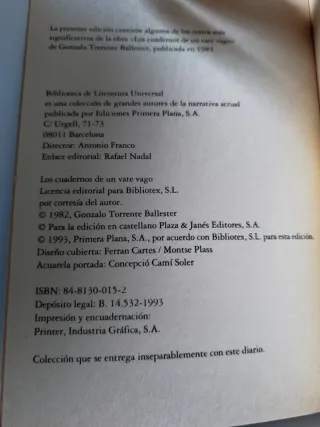 La presente edición contiene algunos de los textos más
significativos de la obra «Los cuadernos de un vate vago»
de Gonzalo Torrente Ballester, publicada en 1982
Biblioteca de Literatura Universal
es una colección de grandes autores de la narrativa actual
publicada por Ediciones Primera Plana, S.A.
C/ Urgell, 71-73
08011 Barcelona
Director: Antonio Franco
Enlace editorial: Rafael Nadal
Los cuadernos de un vate vago
Licencia editorial para Bibliotex, S.L.
por cortesía del autor.
© 1982, Gonzalo Torrente Ballester
© Para la edición en castellano Plaza & Janés Editores, S.A.
© 1993, Primera Plana, S.A., por acuerdo con Bibliotex, S.L. para esta edición.
Diseño cubierta: Ferran Cartes / Montse Plass
Acuarela portada: Concepció Camí Soler
ISBN: 84-8130-015-2
Depósito legal: B. 14.532-1993
Impresión y encuadernación:
Printer, Industria Gráfica, S.A.
Colección que se entrega inseparablemente con este diario.